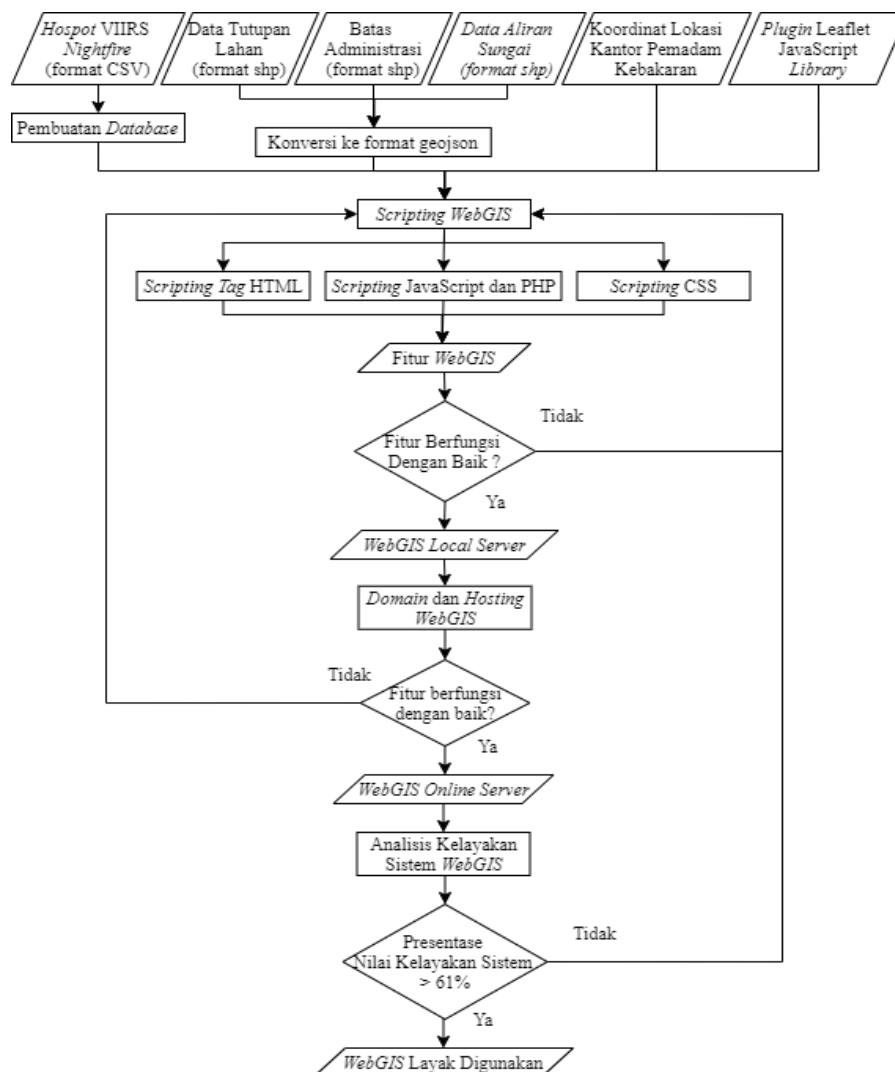 Hospot VIIRS
Nightfire
(format CSV)
Data Tutupan
Lahan
(format shp)
Batas
Administrasi
(format shp)
Data Aliran
Sungai
(format shp)
Koordinat Lokasi
Kantor Pemadam
Kebakaran
Plugin Leaflet
JavaScript
Library
Pembuatan Database
Konversi ke format geojson
Scripting WebGIS
Scripting Tag HTML
Scripting JavaScript dan PHP
Scripting CSS
Fitur WebGIS
Fitur Berfungsi
Dengan Baik ?
Tidak
Ya
WebGIS Local Server
Domain dan Hosting
WebGIS
Tidak
Fitur berfungsi
dengan baik?
Ya
WebGIS Online Server
Analisis Kelayakan
Sistem WebGIS
Presentase
Nilai Kelayakan Sistem
> 61%
Tidak
Ya
WebGIS Layak Digunakan